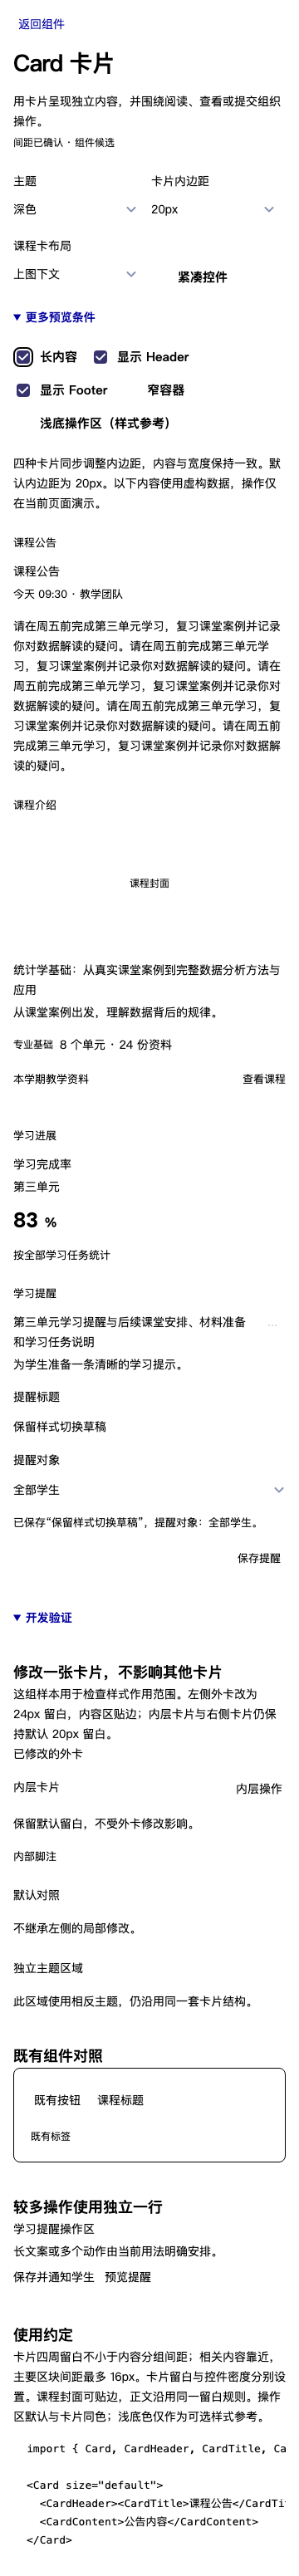 返回组件
Card 卡片
用卡片呈现独立内容，并围绕阅读、查看或提交组织
操作。
间距已确认 · 组件候选
主题 卡片内边距
深色 20px
课程卡布局
上图下文 紧凑控件
▼ 更多预览条件
长内容 显示 Header
显示 Footer 窄容器
浅底操作区（样式参考）
四种卡片同步调整内边距，内容与宽度保持一致。默
认内边距为 20px。以下内容使用虚构数据，操作仅
在当前页面演示。
课程公告
课程公告
今天 09:30 · 教学团队
请在周五前完成第三单元学习，复习课堂案例并记录
你对数据解读的疑问。请在周五前完成第三单元学
习，复习课堂案例并记录你对数据解读的疑问。请在
周五前完成第三单元学习，复习课堂案例并记录你对
数据解读的疑问。请在周五前完成第三单元学习，复
习课堂案例并记录你对数据解读的疑问。请在周五前
完成第三单元学习，复习课堂案例并记录你对数据解
读的疑问。
课程介绍
课程封面
统计学基础：从真实课堂案例到完整数据分析方法与
应用
从课堂案例出发，理解数据背后的规律。
专业基础 8 个单元 · 24 份资料
本学期教学资料 查看课程
学习进展
学习完成率
第三单元
83 %
按全部学习任务统计
学习提醒
第三单元学习提醒与后续课堂安排、材料准备 …
和学习任务说明
为学生准备一条清晰的学习提示。
提醒标题
保留样式切换草稿
提醒对象
全部学生
已保存“保留样式切换草稿”，提醒对象：全部学生。
保存提醒
▼ 开发验证
修改一张卡片，不影响其他卡片
这组样本用于检查样式作用范围。左侧外卡改为
24px 留白，内容区贴边；内层卡片与右侧卡片仍保
持默认 20px 留白。
已修改的外卡
内层卡片 内层操作
保留默认留白，不受外卡修改影响。
内部脚注
默认对照
不继承左侧的局部修改。
独立主题区域
此区域使用相反主题，仍沿用同一套卡片结构。
既有组件对照
既有按钮 课程标题
既有标签
较多操作使用独立一行
学习提醒操作区
长文案或多个动作由当前用法明确安排。
保存并通知学生 预览提醒
使用约定
卡片四周留白不小于内容分组间距；相关内容靠近，
主要区块间距最多 16px。卡片留白与控件密度分别设
置。课程封面可贴边，正文沿用同一留白规则。操作
区默认与卡片同色；浅底色仅作为可选样式参考。
import { Card, CardHeader, CardTitle, Ca
<Card size="default">
<CardHeader><CardTitle>课程公告</CardTi
<CardContent>公告内容</CardContent>
</Card>